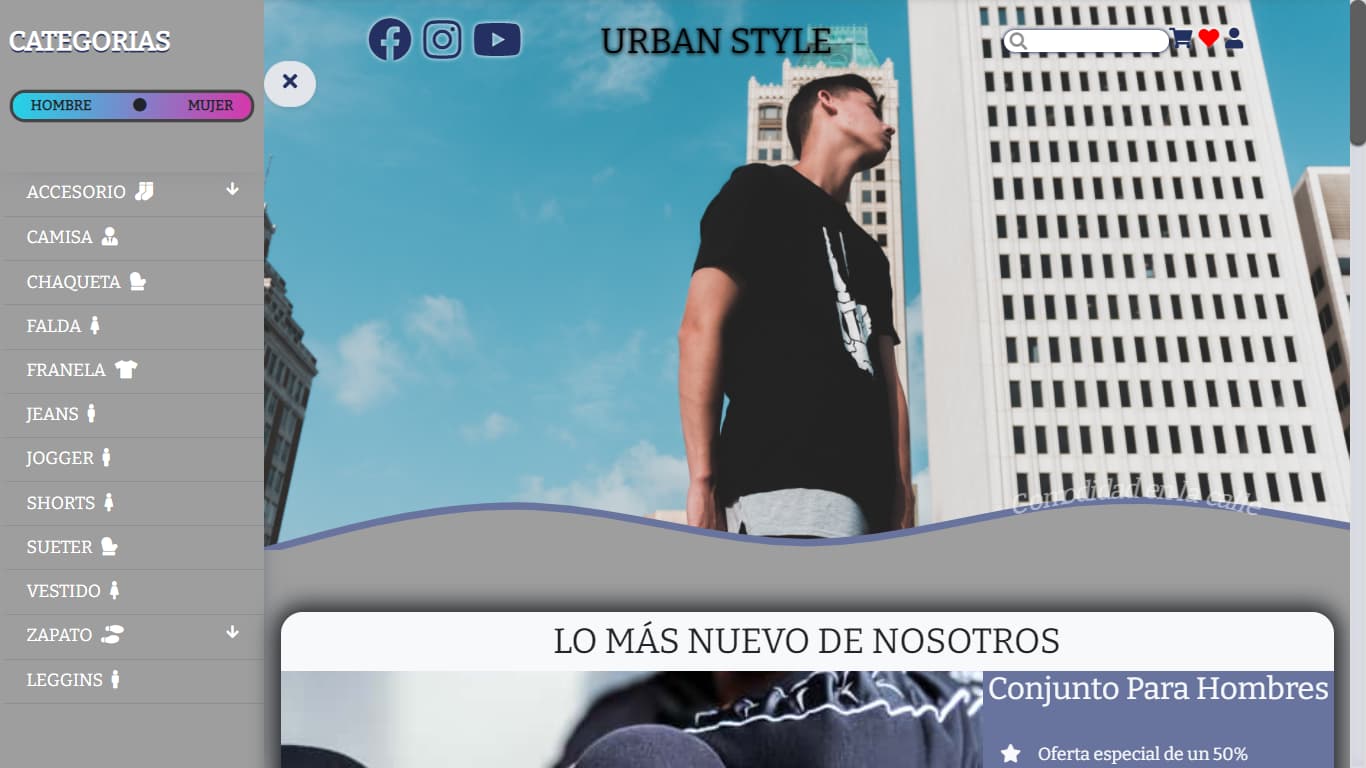 CATEGORIAS
HOMBRE MUJER
ACCESORIO
CAMISA
CHAQUETA
FALDA
FRANELA
JEANS
JOGGER
SHORTS
SUETER
VESTIDO
ZAPATO
LEGGINS
URBAN STYLE
Comodidad en la calle
LO MÁS NUEVO DE NOSOTROS
Conjunto Para Hombres
Oferta especial de un 50%